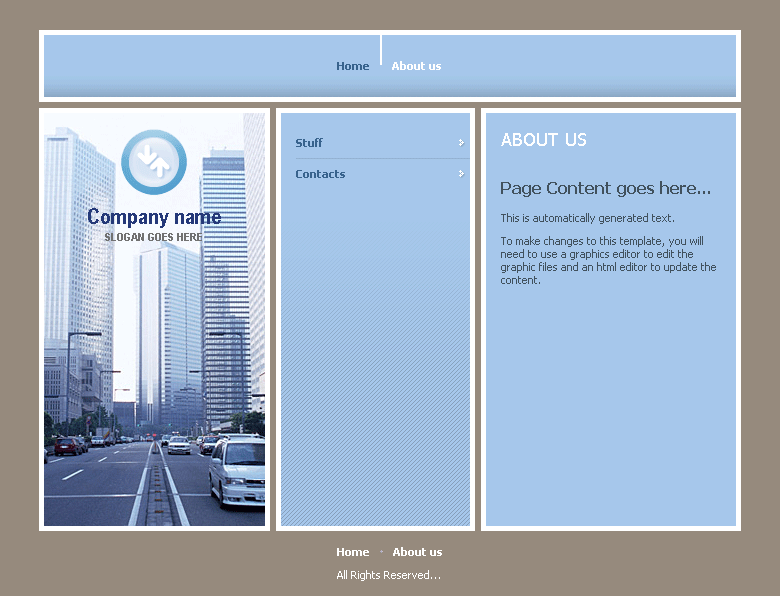 Home
About us
Company name
SLOGAN GOES HERE
Stuff
Contacts
ABOUT US
Page Content goes here...
This is automatically generated text.
To make changes to this template, you will
need to use a graphics editor to edit the
graphic files and an html editor to update the
content.
Home - About us
All Rights Reserved...